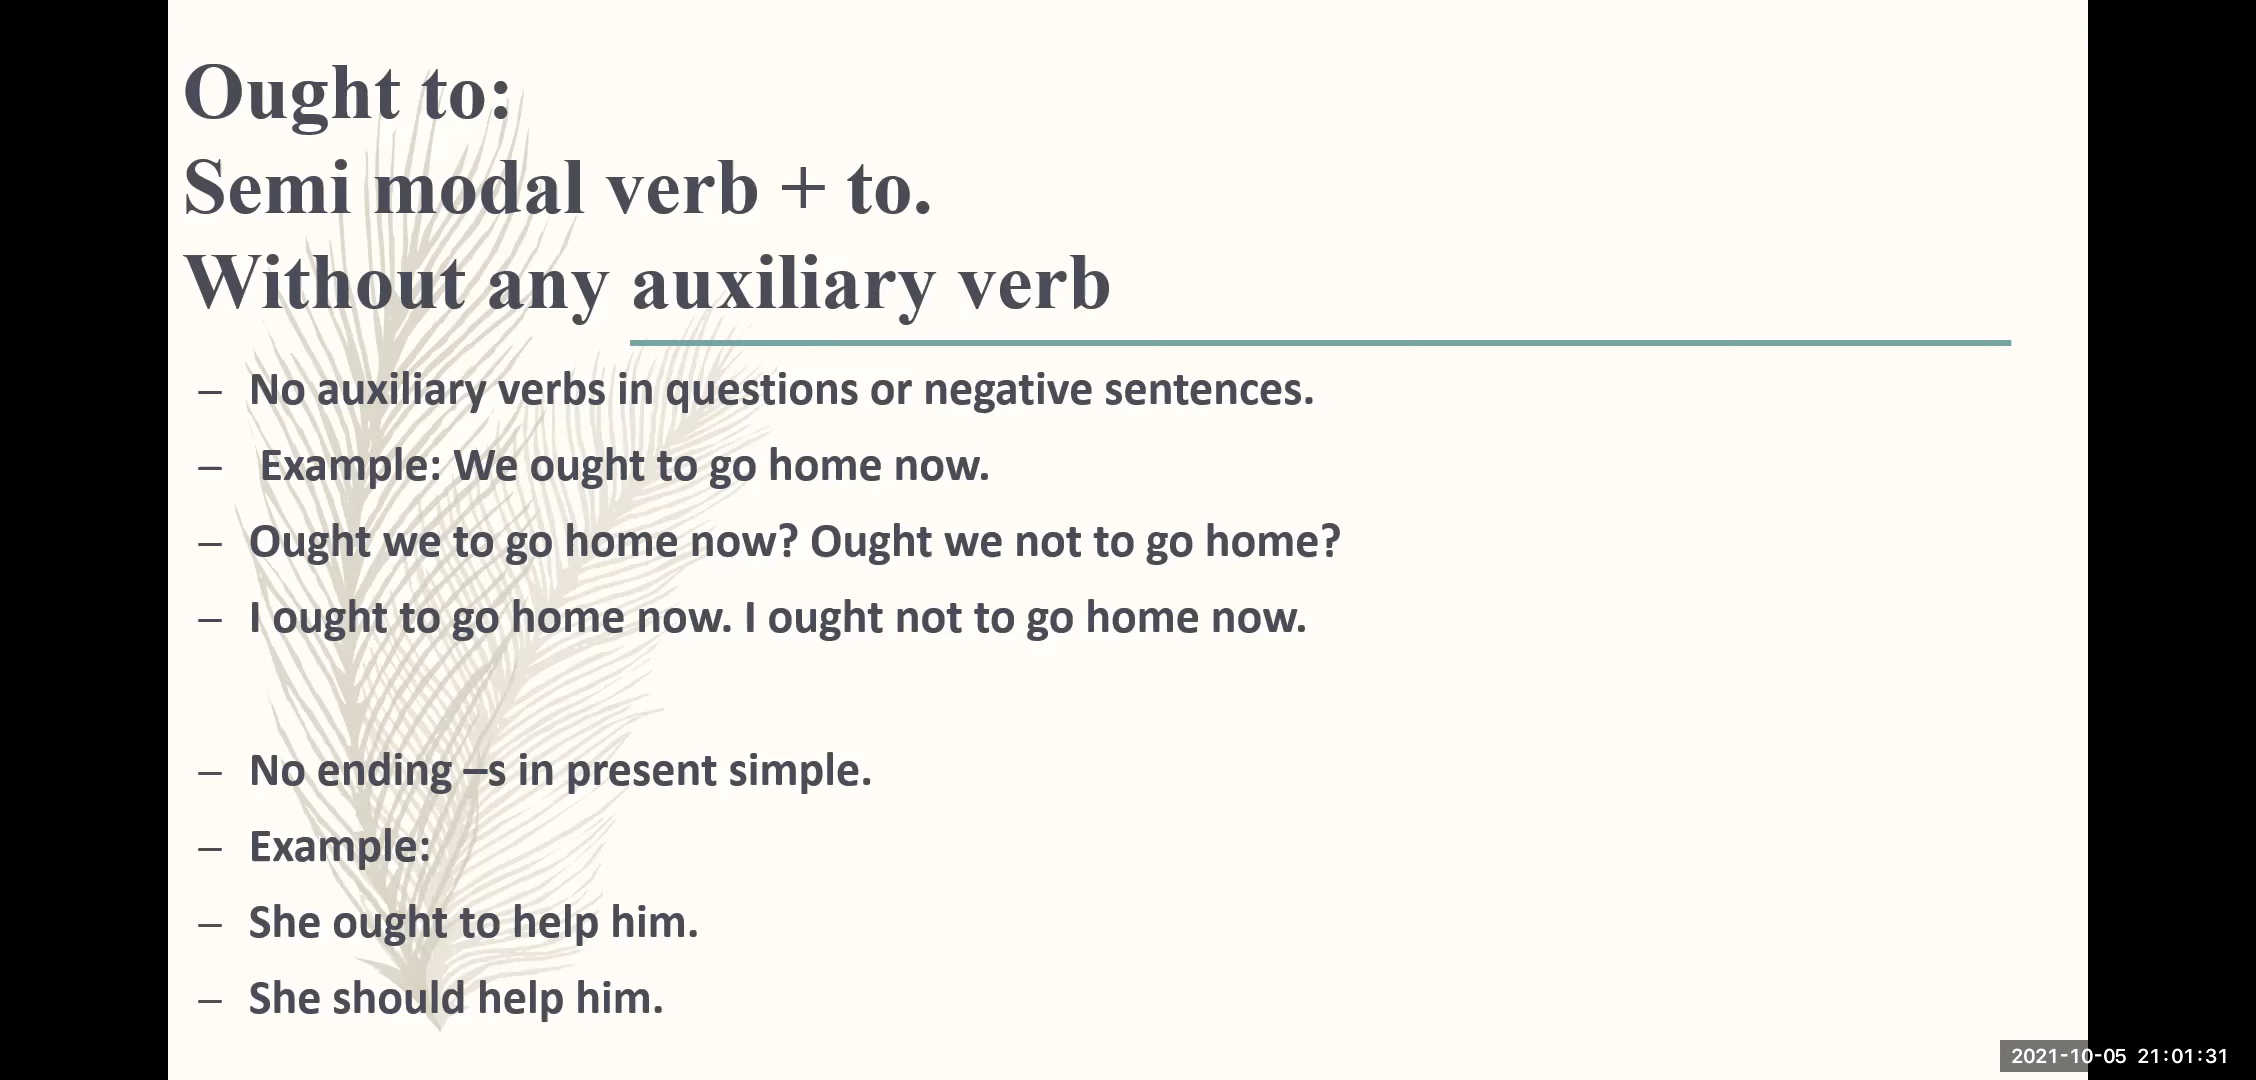 Ought to:
Semi modal verb + to.
Without any auxiliary verb
– No auxiliary verbs in questions or negative sentences.
– Example: We ought to go home now.
– Ought we to go home now? Ought we not to go home?
– I ought to go home now. I ought not to go home now.
– No ending –s in present simple.
– Example:
– She ought to help him.
– She should help him.
2021-10-05 21:01:31